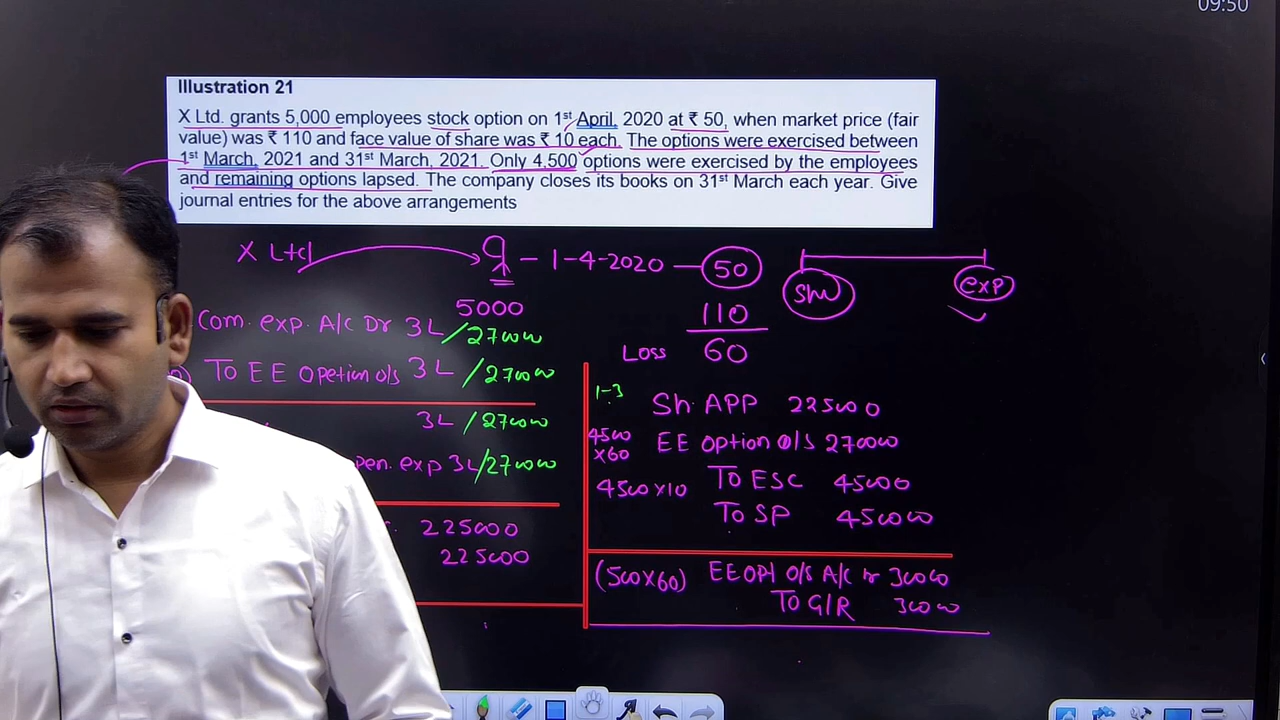 09:50
Illustration 21
X Ltd. grants 5,000 employees stock option on 1st April, 2020 at ₹ 50, when market price (fair
value) was ₹ 110 and face value of share was ₹ 10 each. The options were exercised between
1st March, 2021 and 31st March, 2021. Only 4,500 options were exercised by the employees
and remaining options lapsed. The company closes its books on 31st March each year. Give
journal entries for the above arrangements
X Ltd — 1-4-2020 — 50
5000
110
Loss 60
Sh exp
Com. exp. A/c Dr 3L/270000
To EE Opetion o/s 3L/270000
3L/270000
pen. exp 3L/270000
225000
225000
1-3
Sh. APP 225000
4500
x60
EE option o/s 270000
4500x10 To ESC 45000
To SP 450000
(500x60) EE OPt o/s A/c Dr 30000
To G/R 30000